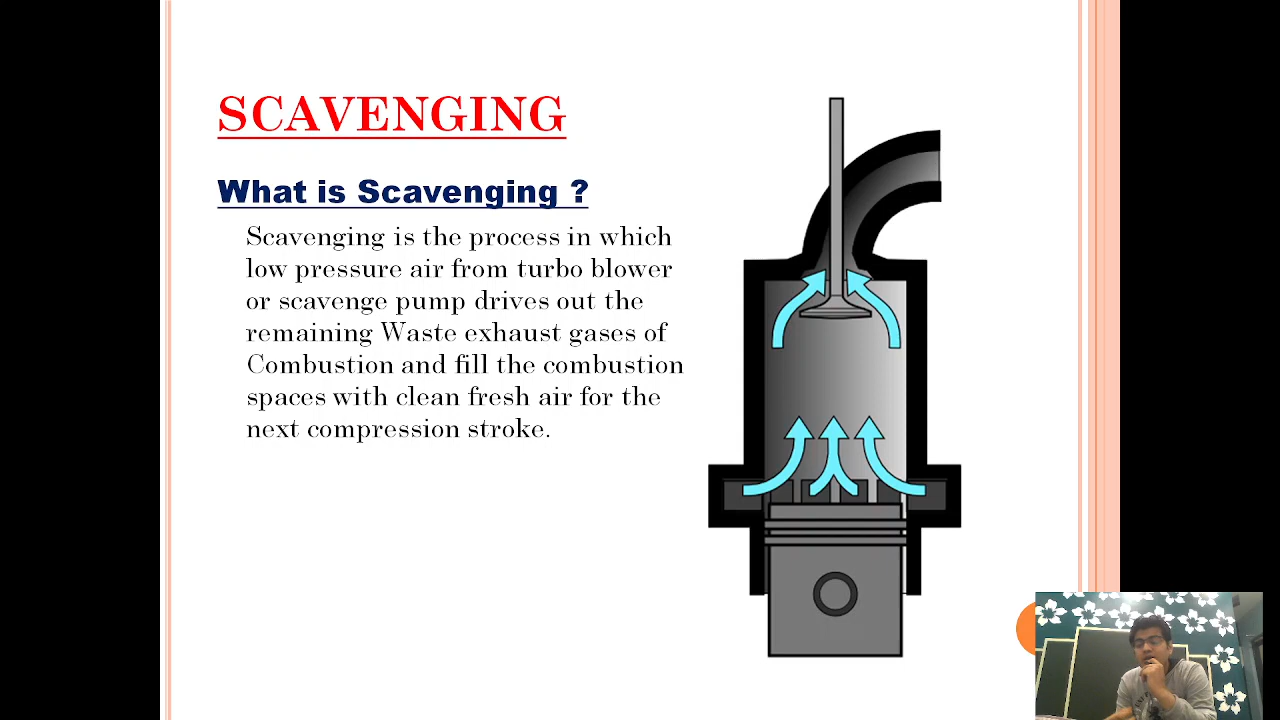 SCAVENGING
What is Scavenging ?
Scavenging is the process in which
low pressure air from turbo blower
or scavenge pump drives out the
remaining Waste exhaust gases of
Combustion and fill the combustion
spaces with clean fresh air for the
next compression stroke.